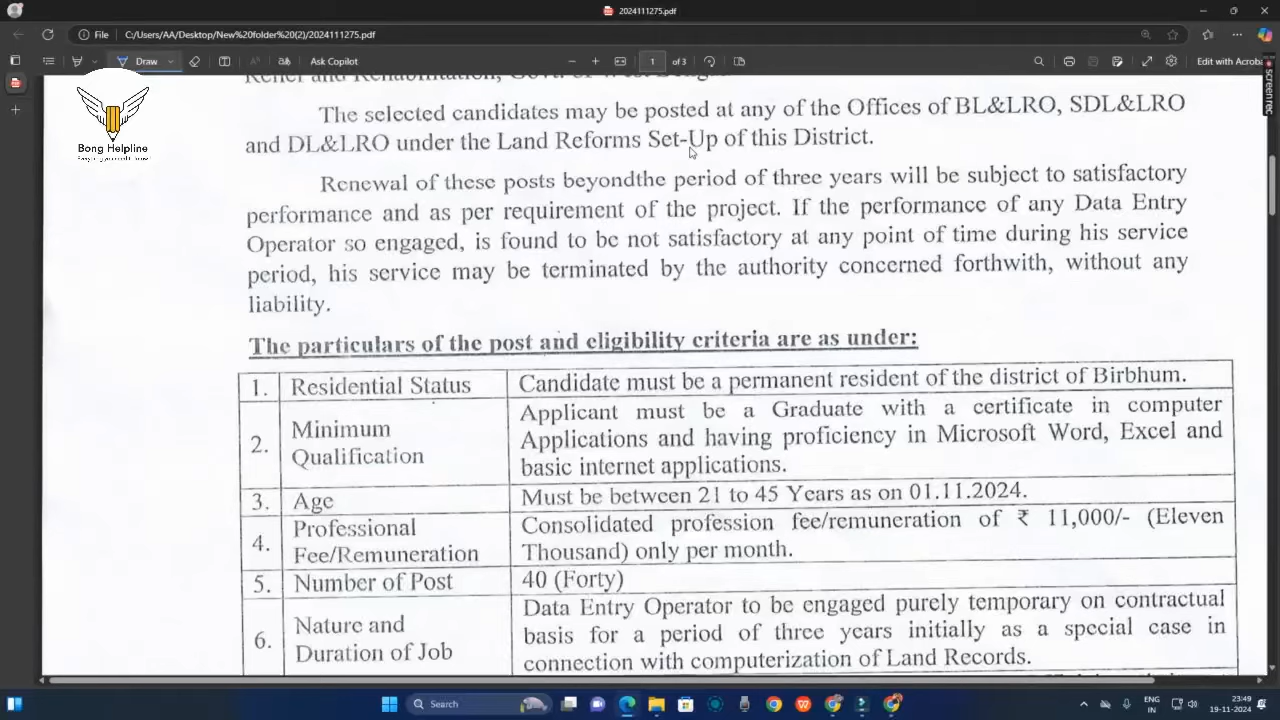 2024111275.pdf
File
C:/Users/AA/Desktop/New%20folder%20(2)/2024111275.pdf
Draw
Ask Copilot
1 of 3
Edit with Acroba
screen rec
Relief and Rehabilitation, Govt. of West Bengal
Bong Helpline
The selected candidates may be posted at any of the Offices of BL&LRO, SDL&LRO
and DL&LRO under the Land Reforms Set-Up of this District.
Renewal of these posts beyondthe period of three years will be subject to satisfactory
performance and as per requirement of the project. If the performance of any Data Entry
Operator so engaged, is found to be not satisfactory at any point of time during his service
period, his service may be terminated by the authority concerned forthwith, without any
liability.
The particulars of the post and eligibility criteria are as under:
1. Residential Status Candidate must be a permanent resident of the district of Birbhum.
2. Minimum Qualification Applicant must be a Graduate with a certificate in computer
Applications and having proficiency in Microsoft Word, Excel and
basic internet applications.
3. Age Must be between 21 to 45 Years as on 01.11.2024.
4. Professional Fee/Remuneration Consolidated profession fee/remuneration of ₹ 11,000/- (Eleven
Thousand) only per month.
5. Number of Post 40 (Forty)
6. Nature and Duration of Job Data Entry Operator to be engaged purely temporary on contractual
basis for a period of three years initially as a special case in
connection with computerization of Land Records.
Search
ENG
IN
23:49
19-11-2024